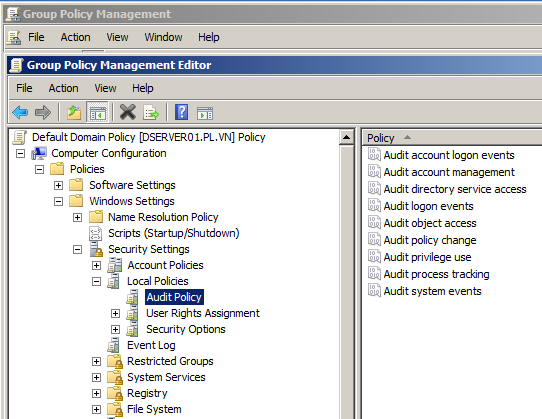 Group Policy Management
File Action View Window Help
Group Policy Management Editor
File Action View Help
Default Domain Policy [DSERVER01.PL.VN] Policy
Computer Configuration
Policies
Software Settings
Windows Settings
Name Resolution Policy
Scripts (Startup/Shutdown)
Security Settings
Account Policies
Local Policies
Audit Policy
User Rights Assignment
Security Options
Event Log
Restricted Groups
System Services
Registry
File System
Policy
Audit account logon events
Audit account management
Audit directory service access
Audit logon events
Audit object access
Audit policy change
Audit privilege use
Audit process tracking
Audit system events